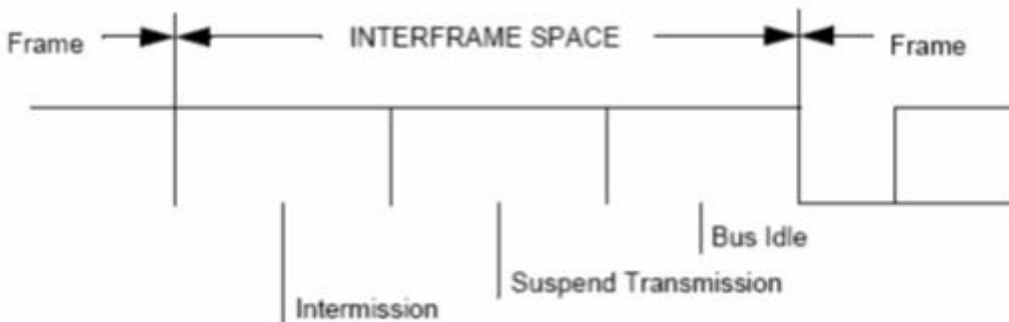 Frame
INTERFRAME SPACE
Frame
Bus Idle
Suspend Transmission
Intermission